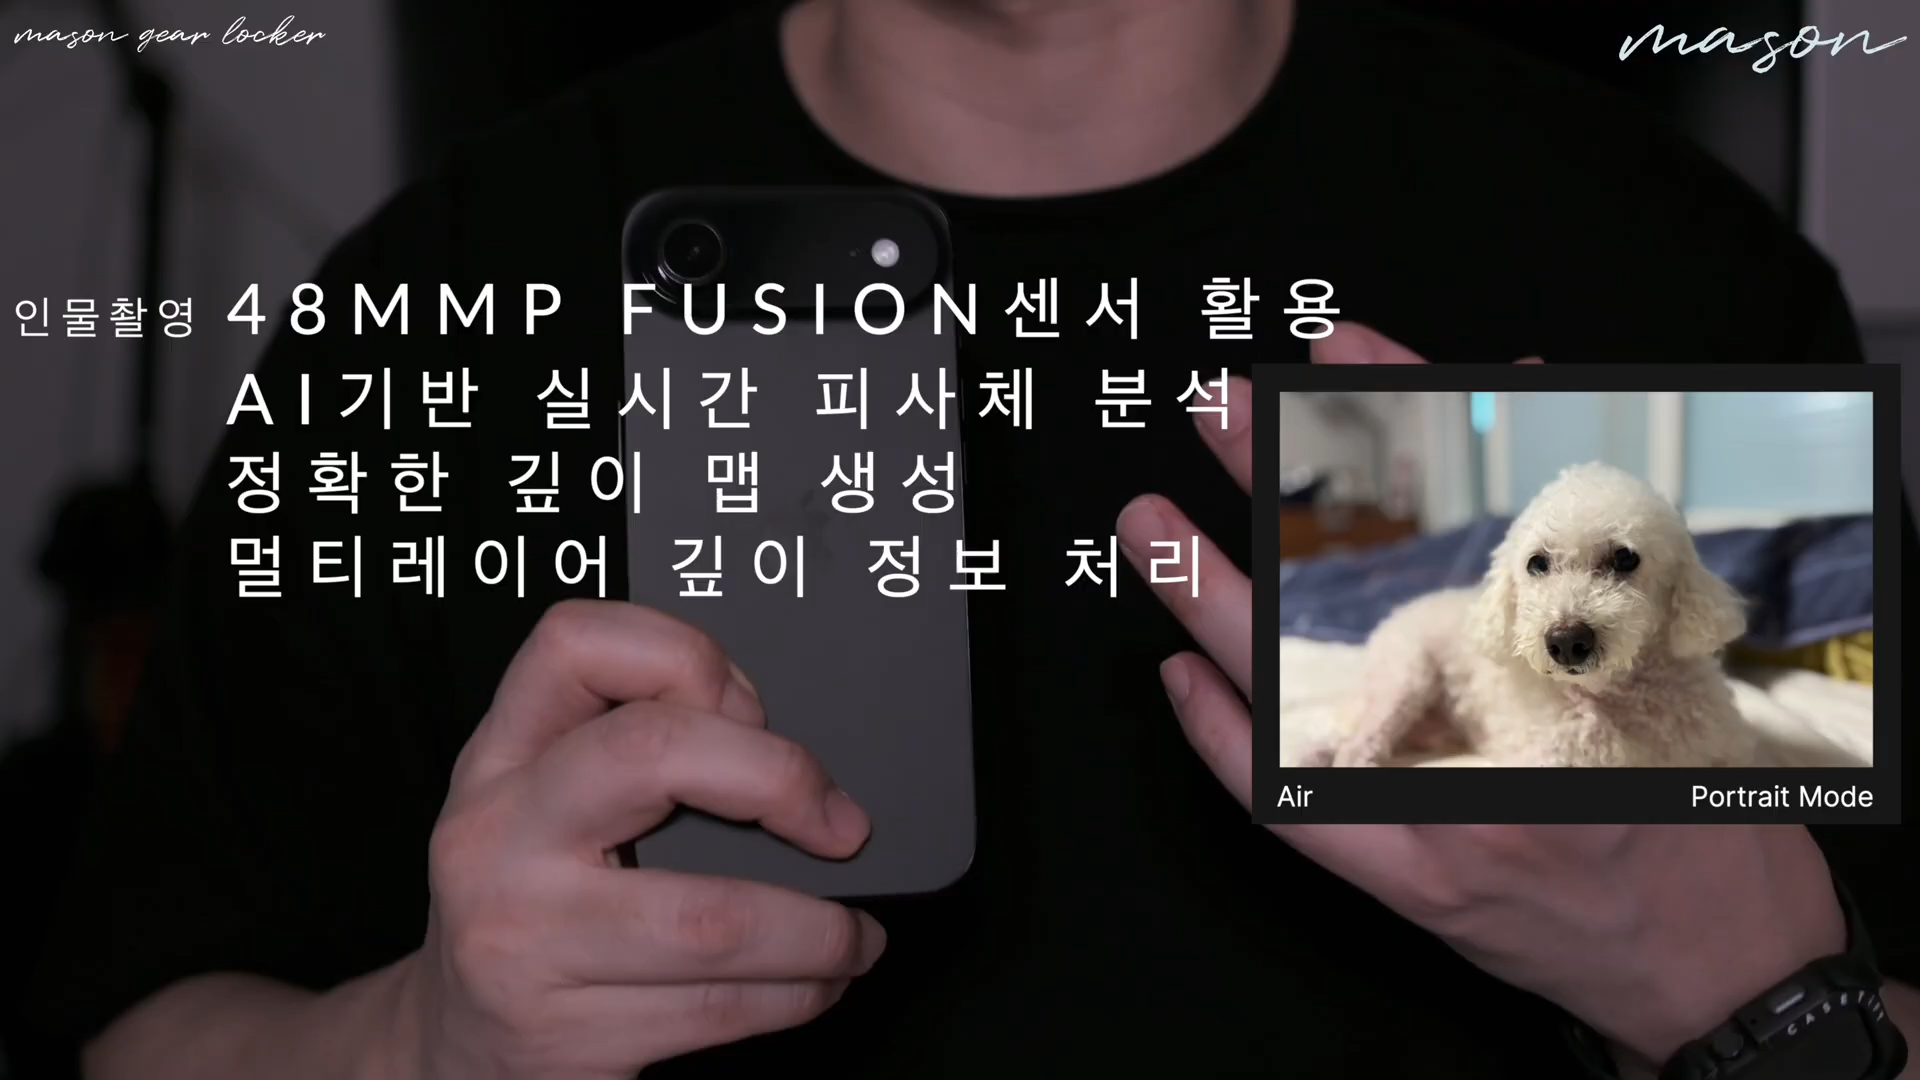 mason gear locker
mason
인물촬영 48MMP FUSION센서 활용
AI기반 실시간 피사체 분석
정확한 깊이 맵 생성
멀티레이어 깊이 정보 처리
Air
Portrait Mode
CASETIFY